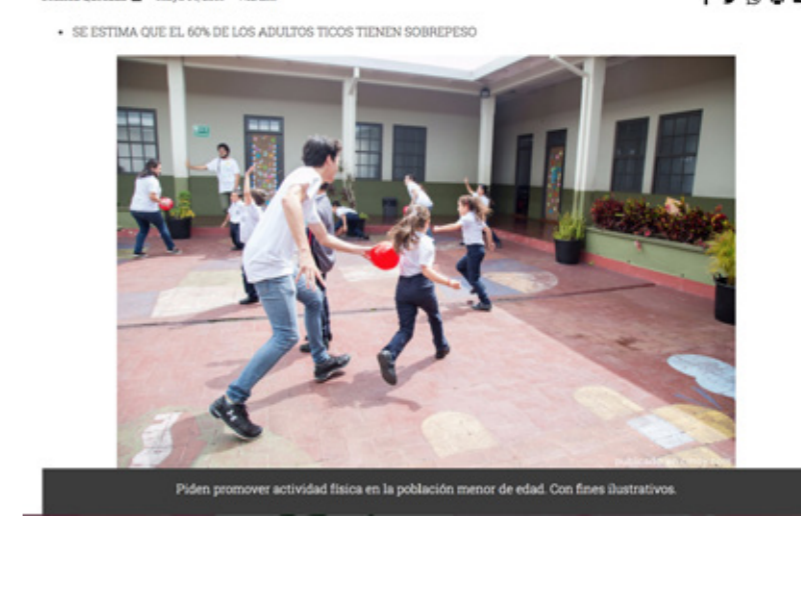 • SE ESTIMA QUE EL 60% DE LOS ADULTOS TICOS TIENEN SOBREPESO
Piden promover actividad física en la población menor de edad. Con fines ilustrativos.